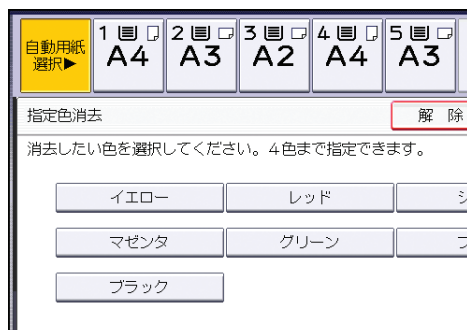 自動用紙
選択▶
1
A4
2
A3
3
A2
4
A4
5
A3
指定色消去
解 除
消去したい色を選択してください。4色まで指定できます。
イエロー
レッド
マゼンタ
グリーン
ブラック